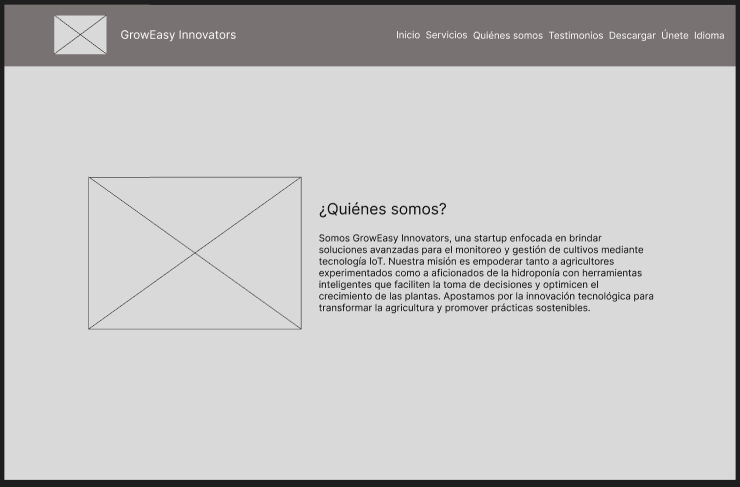 GrowEasy Innovators
Inicio Servicios Quiénes somos Testimonios Descargar Únete Idioma
¿Quiénes somos?
Somos GrowEasy Innovators, una startup enfocada en brindar
soluciones avanzadas para el monitoreo y gestión de cultivos mediante
tecnología IoT. Nuestra misión es empoderar tanto a agricultores
experimentados como a aficionados de la hidroponía con herramientas
inteligentes que faciliten la toma de decisiones y optimicen el
crecimiento de las plantas. Apostamos por la innovación tecnológica para
transformar la agricultura y promover prácticas sostenibles.